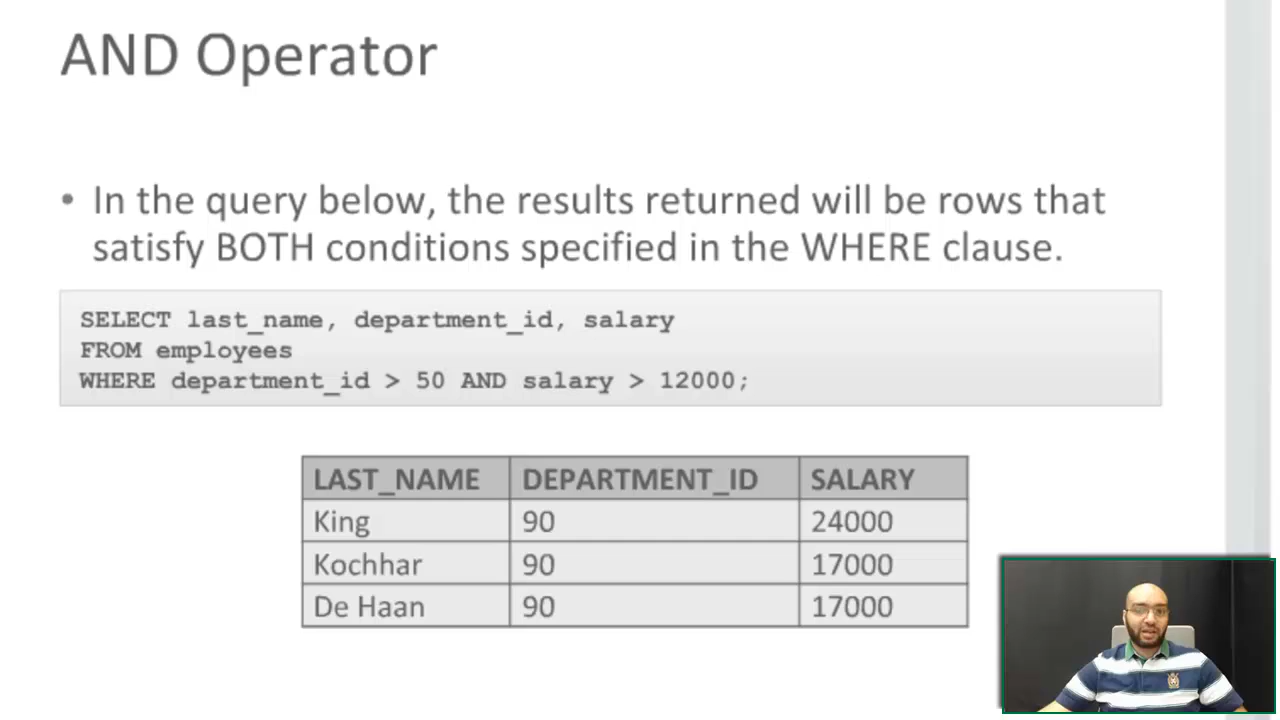 AND Operator
• In the query below, the results returned will be rows that
satisfy BOTH conditions specified in the WHERE clause.
SELECT last_name, department_id, salary
FROM employees
WHERE department_id > 50 AND salary > 12000;
LAST_NAME DEPARTMENT_ID SALARY
King 90 24000
Kochhar 90 17000
De Haan 90 17000